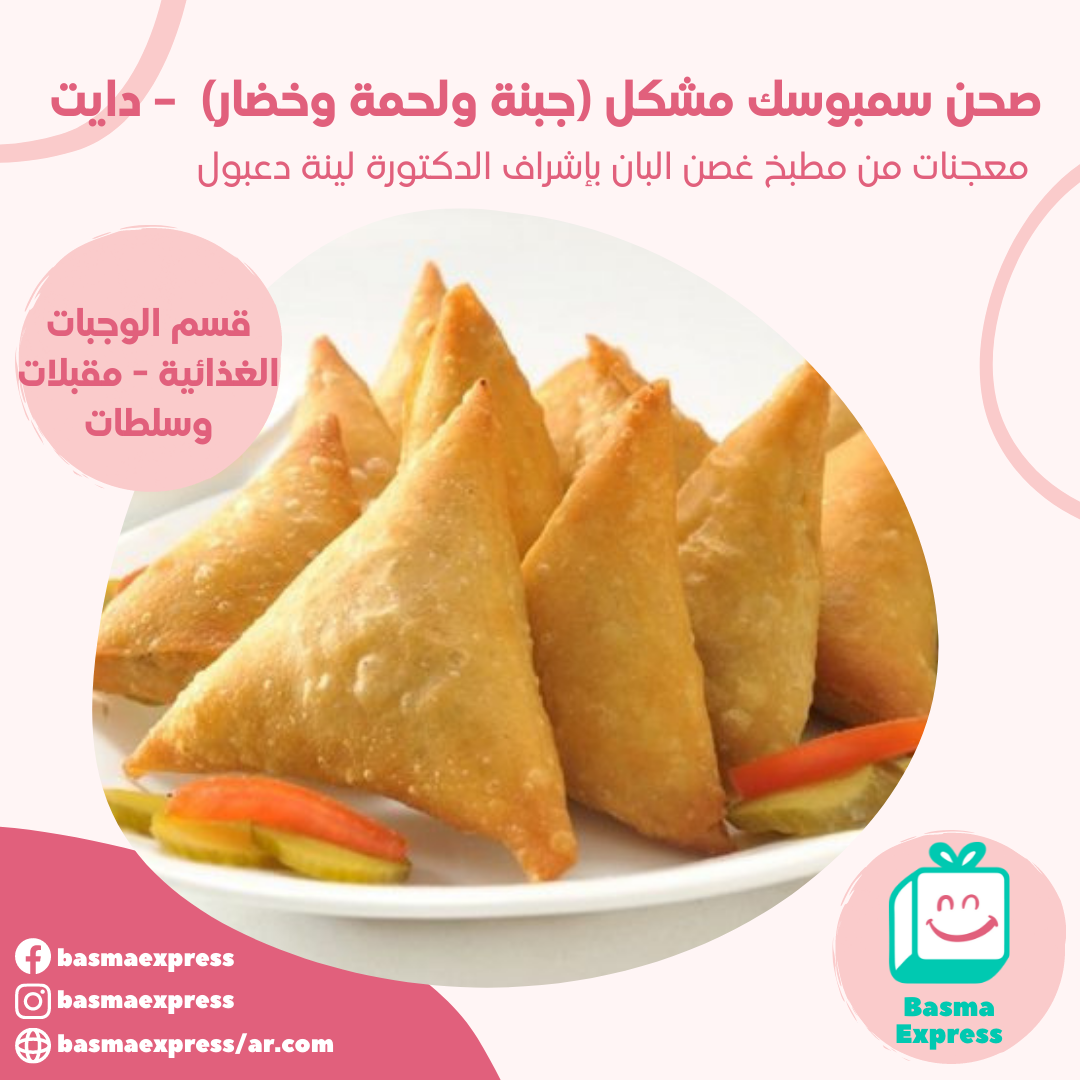 صحن سمبوسك مشكل (جبنة ولحمة وخضار) - دايت
معجنات من مطبخ غصن البان بإشراف الدكتورة لينة دعبول
قسم الوجبات
الغذائية - مقبلات
وسلطات
basmaexpress
basmaexpress
basmaexpress/ar.com
Basma
Express